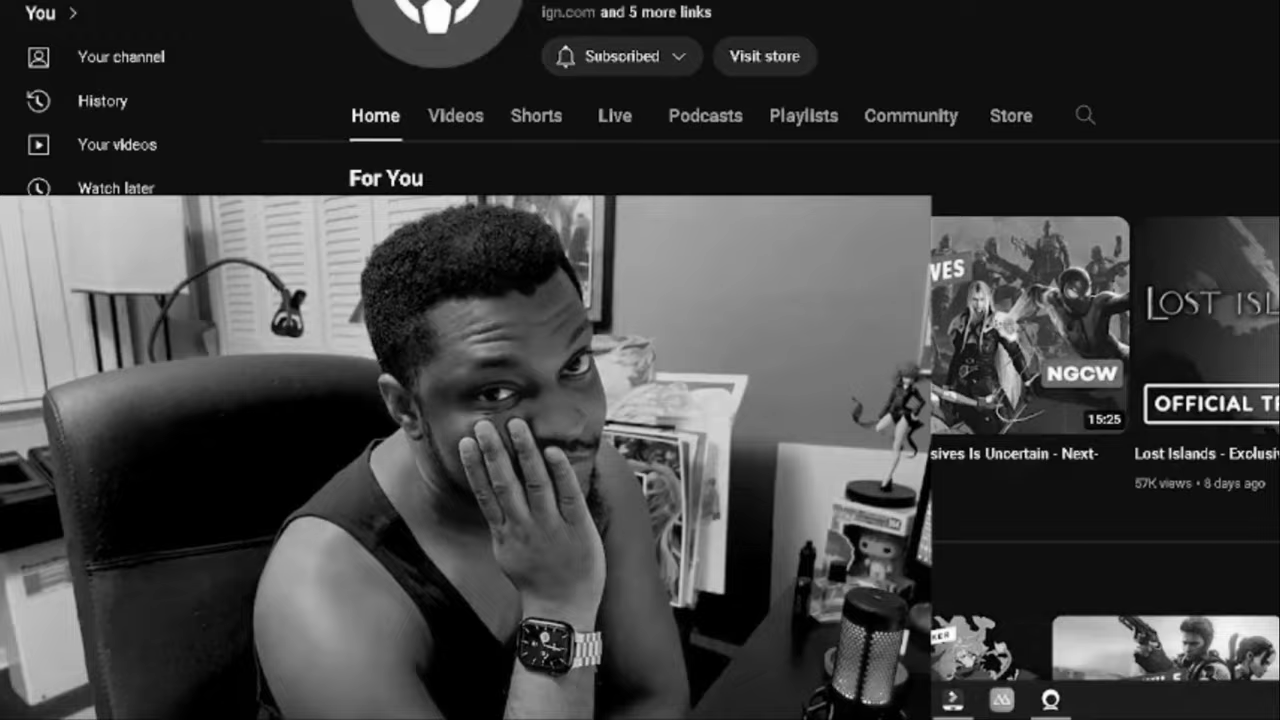 You
ign.com and 5 more links
Your channel
Subscribed
Visit store
History
Home Videos Shorts Live Podcasts Playlists Community Store
Your videos
For You
Watch later
VES
LOST ISL
NGCW
OFFICIAL T
15:25
sives Is Uncertain - Next-
Lost Islands - Exclusiv
57K views • 8 days ago
KER